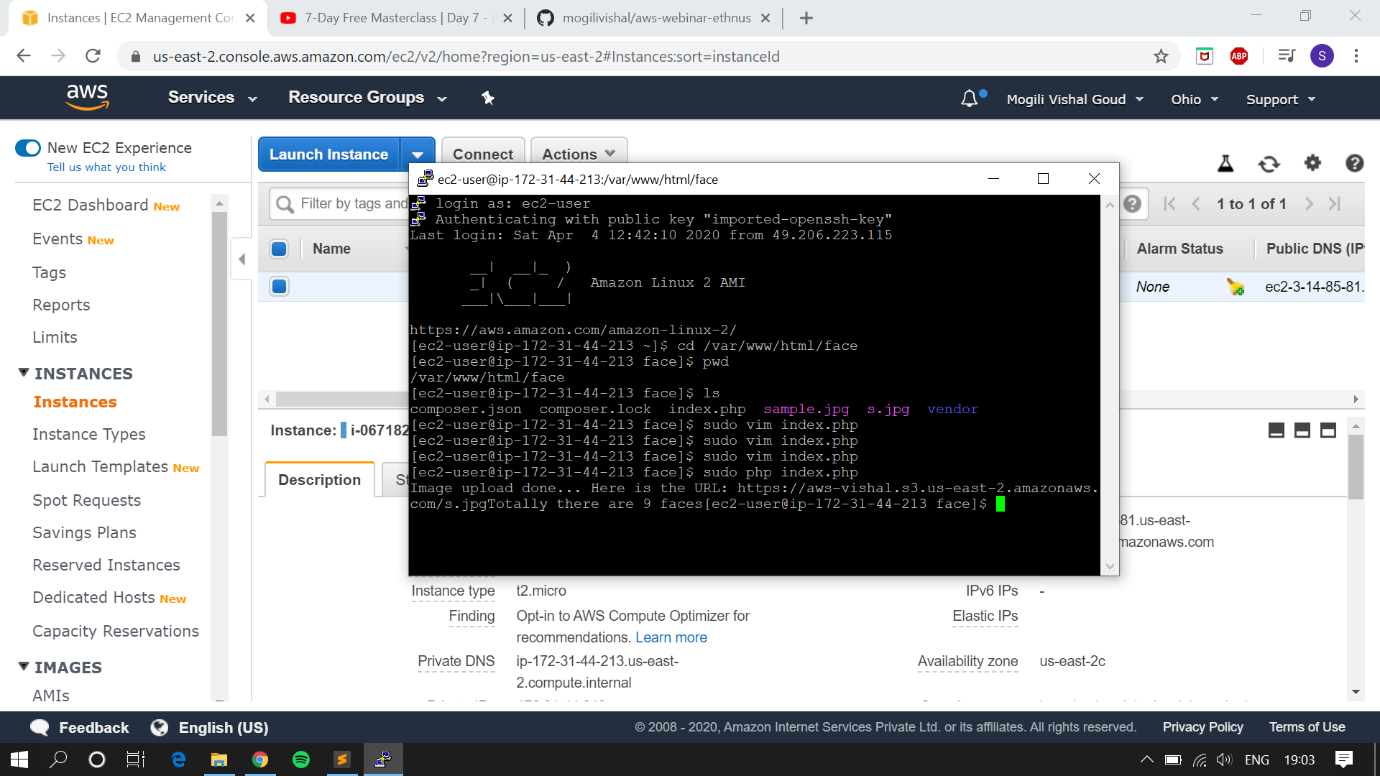 Instances | EC2 Management Con
7-Day Free Masterclass | Day 7 -
mogilivishal/aws-webinar-ethnus
us-east-2.console.aws.amazon.com/ec2/v2/home?region=us-east-2#Instances:sort=instanceId
ABP
S
aws
Services
Resource Groups
Mogili Vishal Goud
Ohio
Support
New EC2 Experience
Tell us what you think
EC2 Dashboard New
Events New
Tags
Reports
Limits
INSTANCES
Instances
Instance Types
Launch Templates New
Spot Requests
Savings Plans
Reserved Instances
Dedicated Hosts New
Capacity Reservations
IMAGES
AMIs
Launch Instance
Connect
Actions
Filter by tags and
1 to 1 of 1
Name
Alarm Status
Public DNS (IP
None
ec2-3-14-85-81.
ec2-user@ip-172-31-44-213:/var/www/html/face
login as: ec2-user
Authenticating with public key "imported-openssh-key"
Last login: Sat Apr  4 12:42:10 2020 from 49.206.223.115
__|  __|_  )
_|  (     /   Amazon Linux 2 AMI
___|\___|___|
https://aws.amazon.com/amazon-linux-2/
[ec2-user@ip-172-31-44-213 ~]$ cd /var/www/html/face
[ec2-user@ip-172-31-44-213 face]$ pwd
/var/www/html/face
[ec2-user@ip-172-31-44-213 face]$ ls
composer.json  composer.lock  index.php  sample.jpg  s.jpg  vendor
[ec2-user@ip-172-31-44-213 face]$ sudo vim index.php
[ec2-user@ip-172-31-44-213 face]$ sudo vim index.php
[ec2-user@ip-172-31-44-213 face]$ sudo vim index.php
[ec2-user@ip-172-31-44-213 face]$ sudo php index.php
Image upload done... Here is the URL: https://aws-vishal.s3.us-east-2.amazonaws.
com/s.jpgTotally there are 9 faces[ec2-user@ip-172-31-44-213 face]$
Instance: i-067182
Description
81.us-east-
mazonaws.com
Instance type
t2.micro
IPv6 IPs
-
Finding
Opt-in to AWS Compute Optimizer for
recommendations. Learn more
Elastic IPs
Private DNS
ip-172-31-44-213.us-east-
2.compute.internal
Availability zone
us-east-2c
Feedback
English (US)
© 2008 - 2020, Amazon Internet Services Private Ltd. or its affiliates. All rights reserved.
Privacy Policy
Terms of Use
ENG
19:03